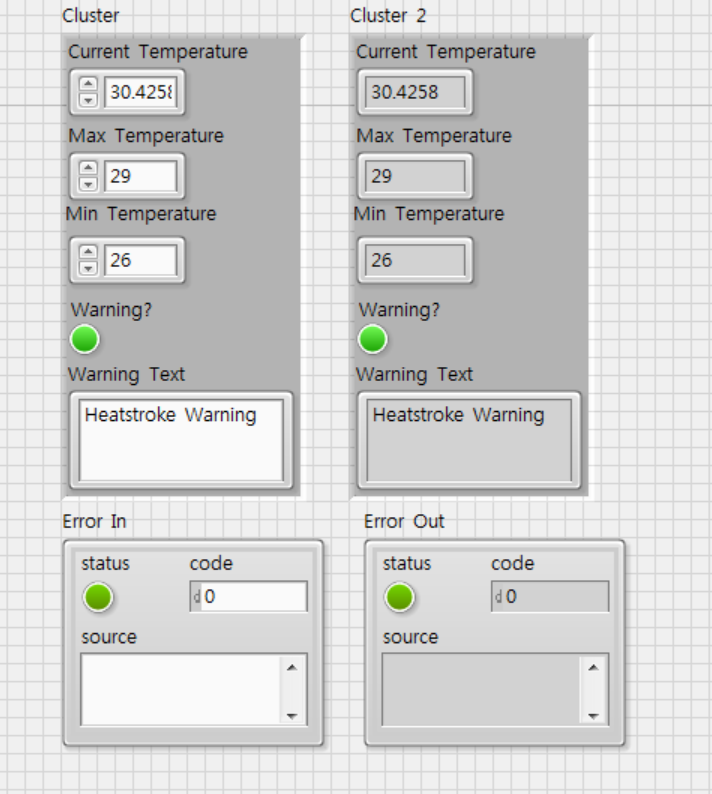 Cluster
Current Temperature
30.4258
Max Temperature
29
Min Temperature
26
Warning?
Warning Text
Heatstroke Warning
Cluster 2
Current Temperature
30.4258
Max Temperature
29
Min Temperature
26
Warning?
Warning Text
Heatstroke Warning
Error In
status
code
d 0
source
Error Out
status
code
d 0
source